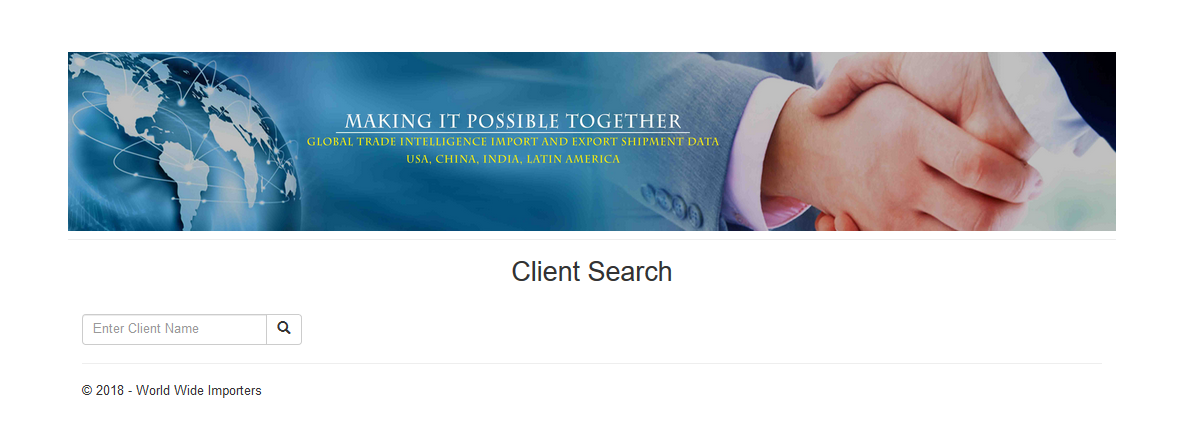 MAKING IT POSSIBLE TOGETHER
GLOBAL TRADE INTELLIGENCE IMPORT AND EXPORT SHIPMENT DATA
USA, CHINA, INDIA, LATIN AMERICA
Client Search
Enter Client Name
© 2018 - World Wide Importers